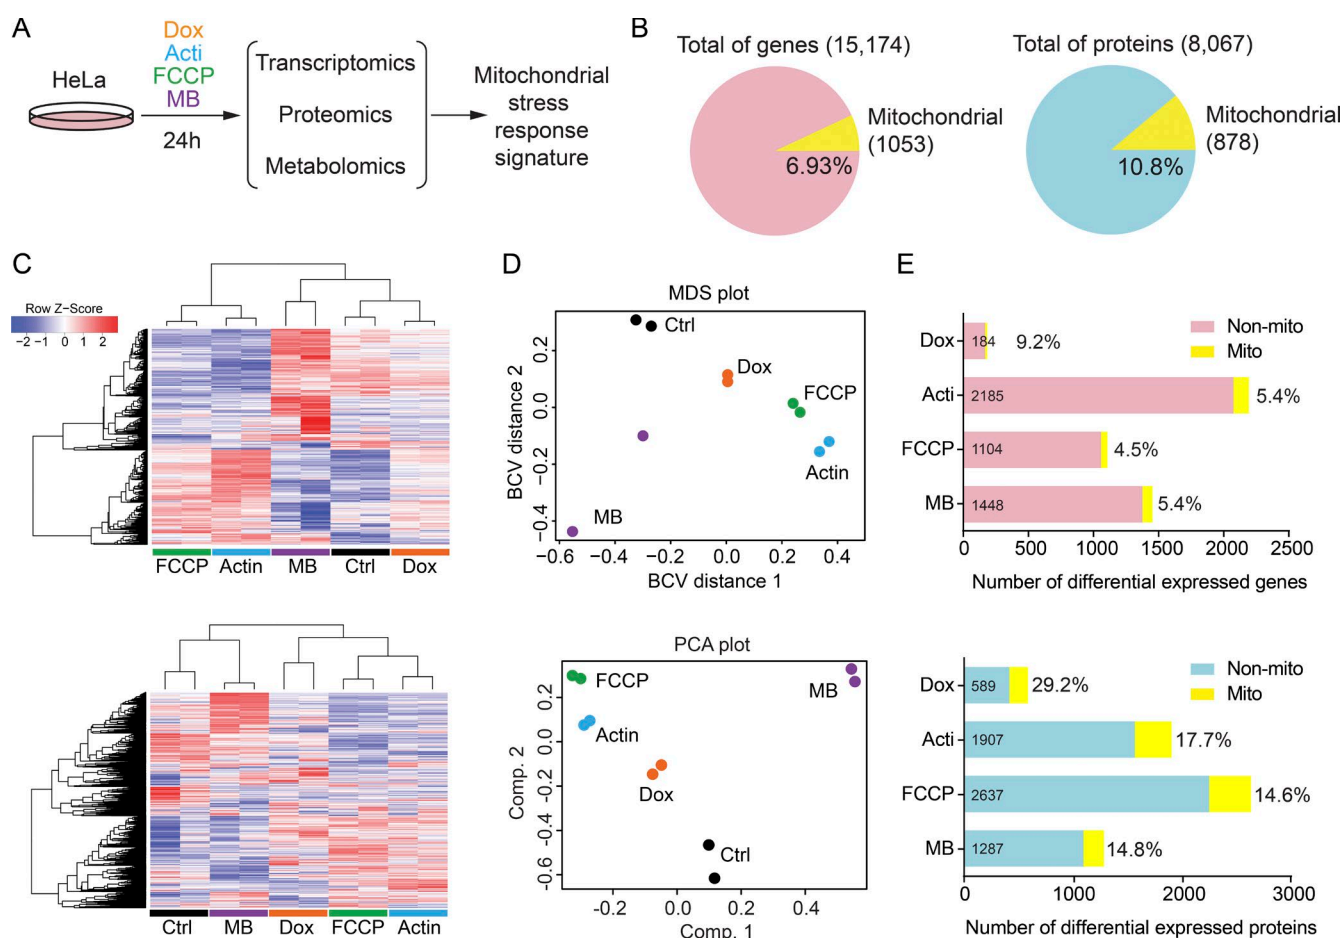 A
Dox
Acti
FCCP
MB
HeLa
24h
Transcriptomics
Proteomics
Metabolomics
Mitochondrial
stress
response
signature
B
Total of genes (15,174)
Mitochondrial
(1053)
6.93%
Total of proteins (8,067)
Mitochondrial
(878)
10.8%
C
Row Z-Score
−2 −1 0 1 2
FCCP Actin MB Ctrl Dox
Ctrl MB Dox FCCP Actin
D
MDS plot
Ctrl
Dox
FCCP
Actin
MB
BCV distance 2
0.2
0.0
−0.2
−0.4
−0.6 −0.4 −0.2 0.0 0.2 0.4
BCV distance 1
PCA plot
FCCP
MB
Actin
Dox
Ctrl
Comp. 2
0.2
0.0
−0.2
−0.4
−0.6
−0.2 0.0 0.2 0.4
Comp. 1
E
Non-mito
Mito
Dox 184 9.2%
Acti 2185 5.4%
FCCP 1104 4.5%
MB 1448 5.4%
0 500 1000 1500 2000 2500
Number of differential expressed genes
Non-mito
Mito
Dox 589 29.2%
Acti 1907 17.7%
FCCP 2637 14.6%
MB 1287 14.8%
0 1000 2000 3000
Number of differential expressed proteins